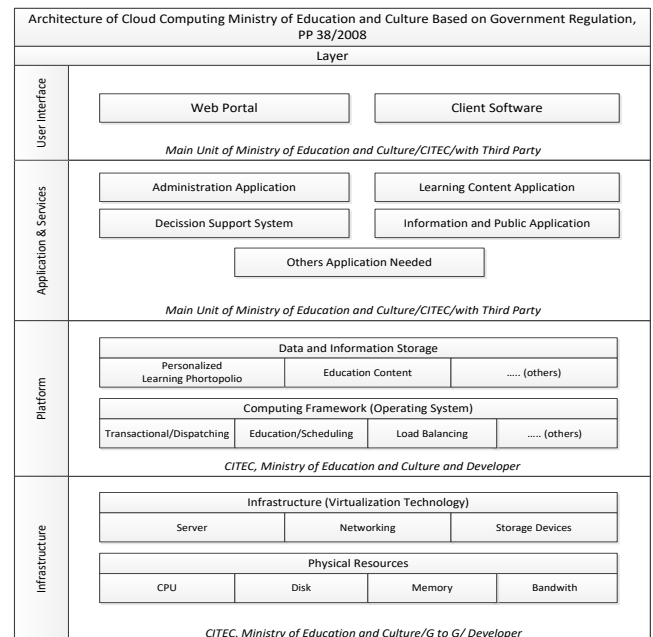 Architecture of Cloud Computing Ministry of Education and Culture Based on Government Regulation,
PP 38/2008
Layer
User Interface
Web Portal
Client Software
Main Unit of Ministry of Education and Culture/CITEC/with Third Party
Application & Services
Administration Application
Learning Content Application
Decission Support System
Information and Public Application
Others Application Needed
Main Unit of Ministry of Education and Culture/CITEC/with Third Party
Platform
Data and Information Storage
Personalized
Learning Phortopolio
Education Content
..... (others)
Computing Framework (Operating System)
Transactional/Dispatching
Education/Scheduling
Load Balancing
..... (others)
CITEC, Ministry of Education and Culture and Developer
Infrastructure
Infrastructure (Virtualization Technology)
Server
Networking
Storage Devices
Physical Resources
CPU
Disk
Memory
Bandwith
CITEC, Ministry of Education and Culture/G to G/ Developer